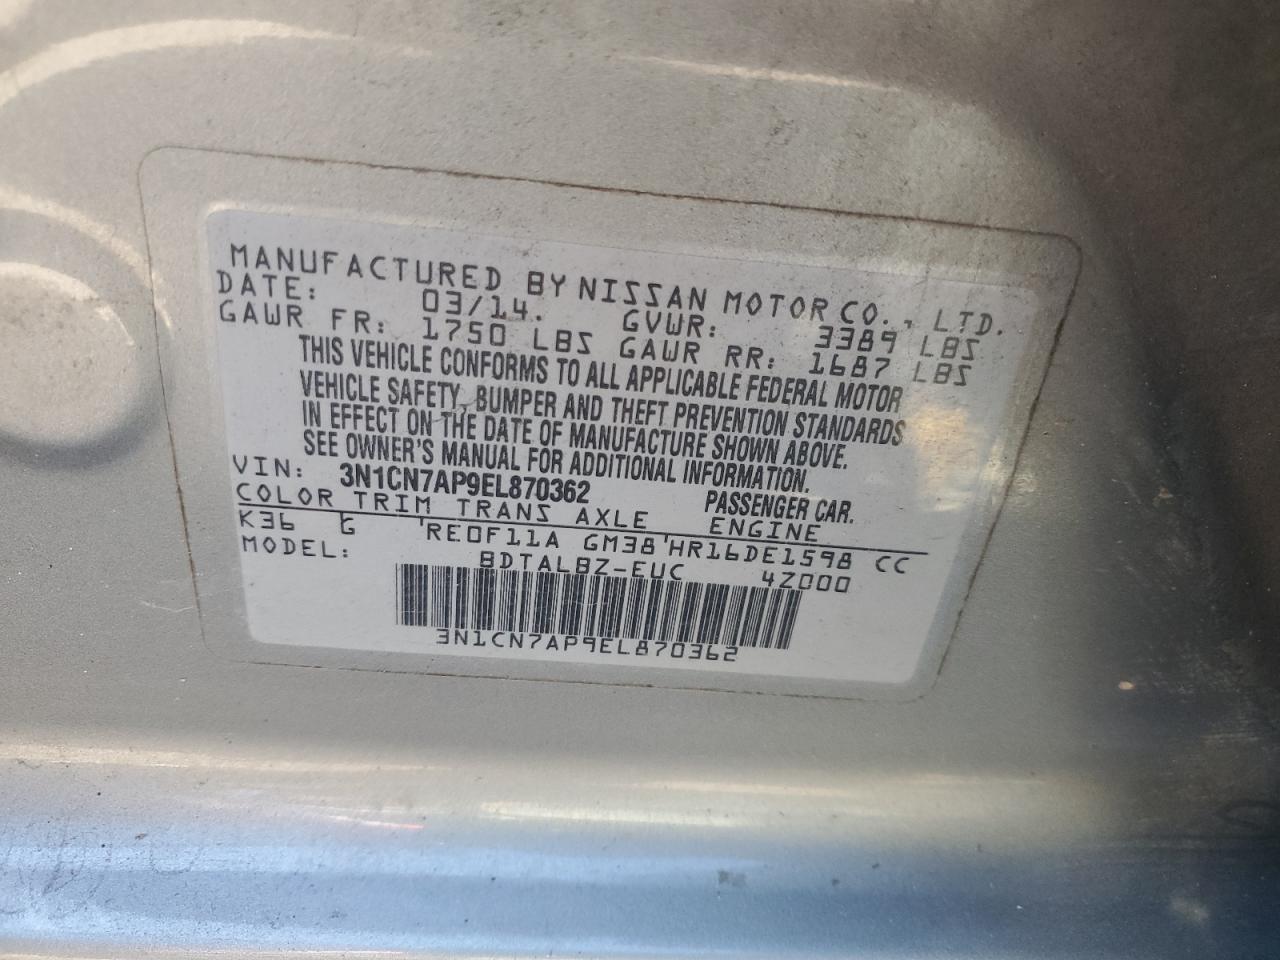 MANUFACTURED BY NISSAN MOTOR CO., LTD.
DATE: 03/14. GVWR: 3389 LBS
GAWR FR: 1750 LBS GAWR RR: 1687 LBS
THIS VEHICLE CONFORMS TO ALL APPLICABLE FEDERAL MOTOR
VEHICLE SAFETY, BUMPER AND THEFT PREVENTION STANDARDS
IN EFFECT ON THE DATE OF MANUFACTURE SHOWN ABOVE.
SEE OWNER'S MANUAL FOR ADDITIONAL INFORMATION.
VIN: 3N1CN7AP9EL870362 PASSENGER CAR.
COLOR TRIM TRANS AXLE ENGINE
K36 G RE0F11A GM38 HR16DE1598 CC
MODEL: BDTALBZ-EUC 4Z000
3N1CN7AP9EL870362